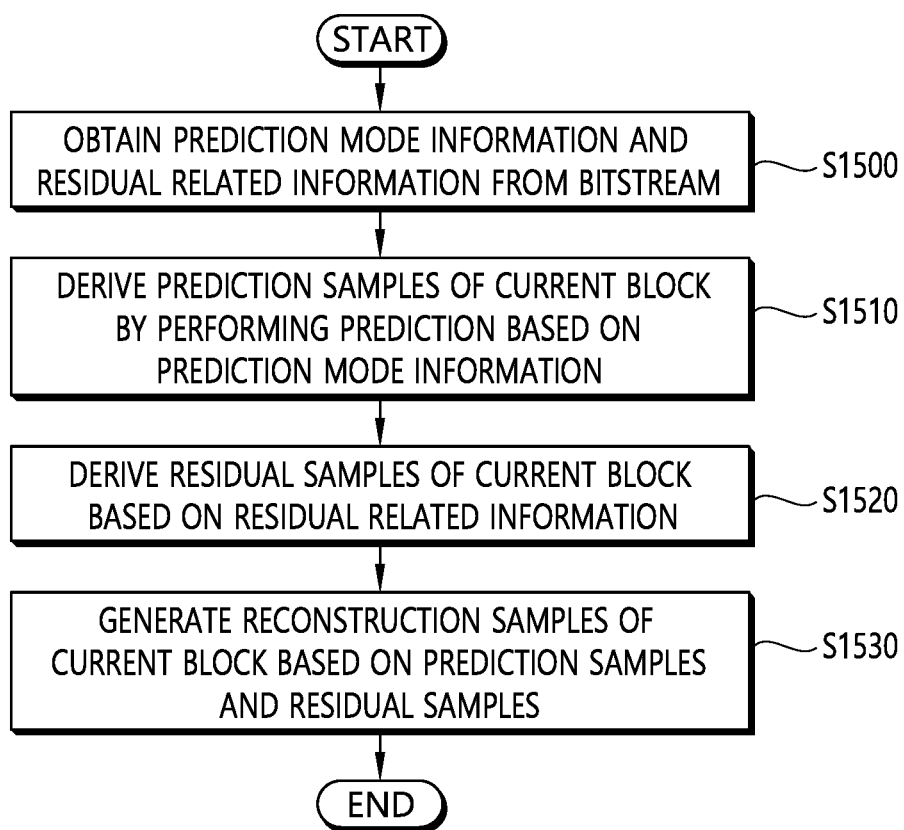 START
OBTAIN PREDICTION MODE INFORMATION AND
RESIDUAL RELATED INFORMATION FROM BITSTREAM
S1500
DERIVE PREDICTION SAMPLES OF CURRENT BLOCK
BY PERFORMING PREDICTION BASED ON
PREDICTION MODE INFORMATION
S1510
DERIVE RESIDUAL SAMPLES OF CURRENT BLOCK
BASED ON RESIDUAL RELATED INFORMATION
S1520
GENERATE RECONSTRUCTION SAMPLES OF
CURRENT BLOCK BASED ON PREDICTION SAMPLES
AND RESIDUAL SAMPLES
S1530
END